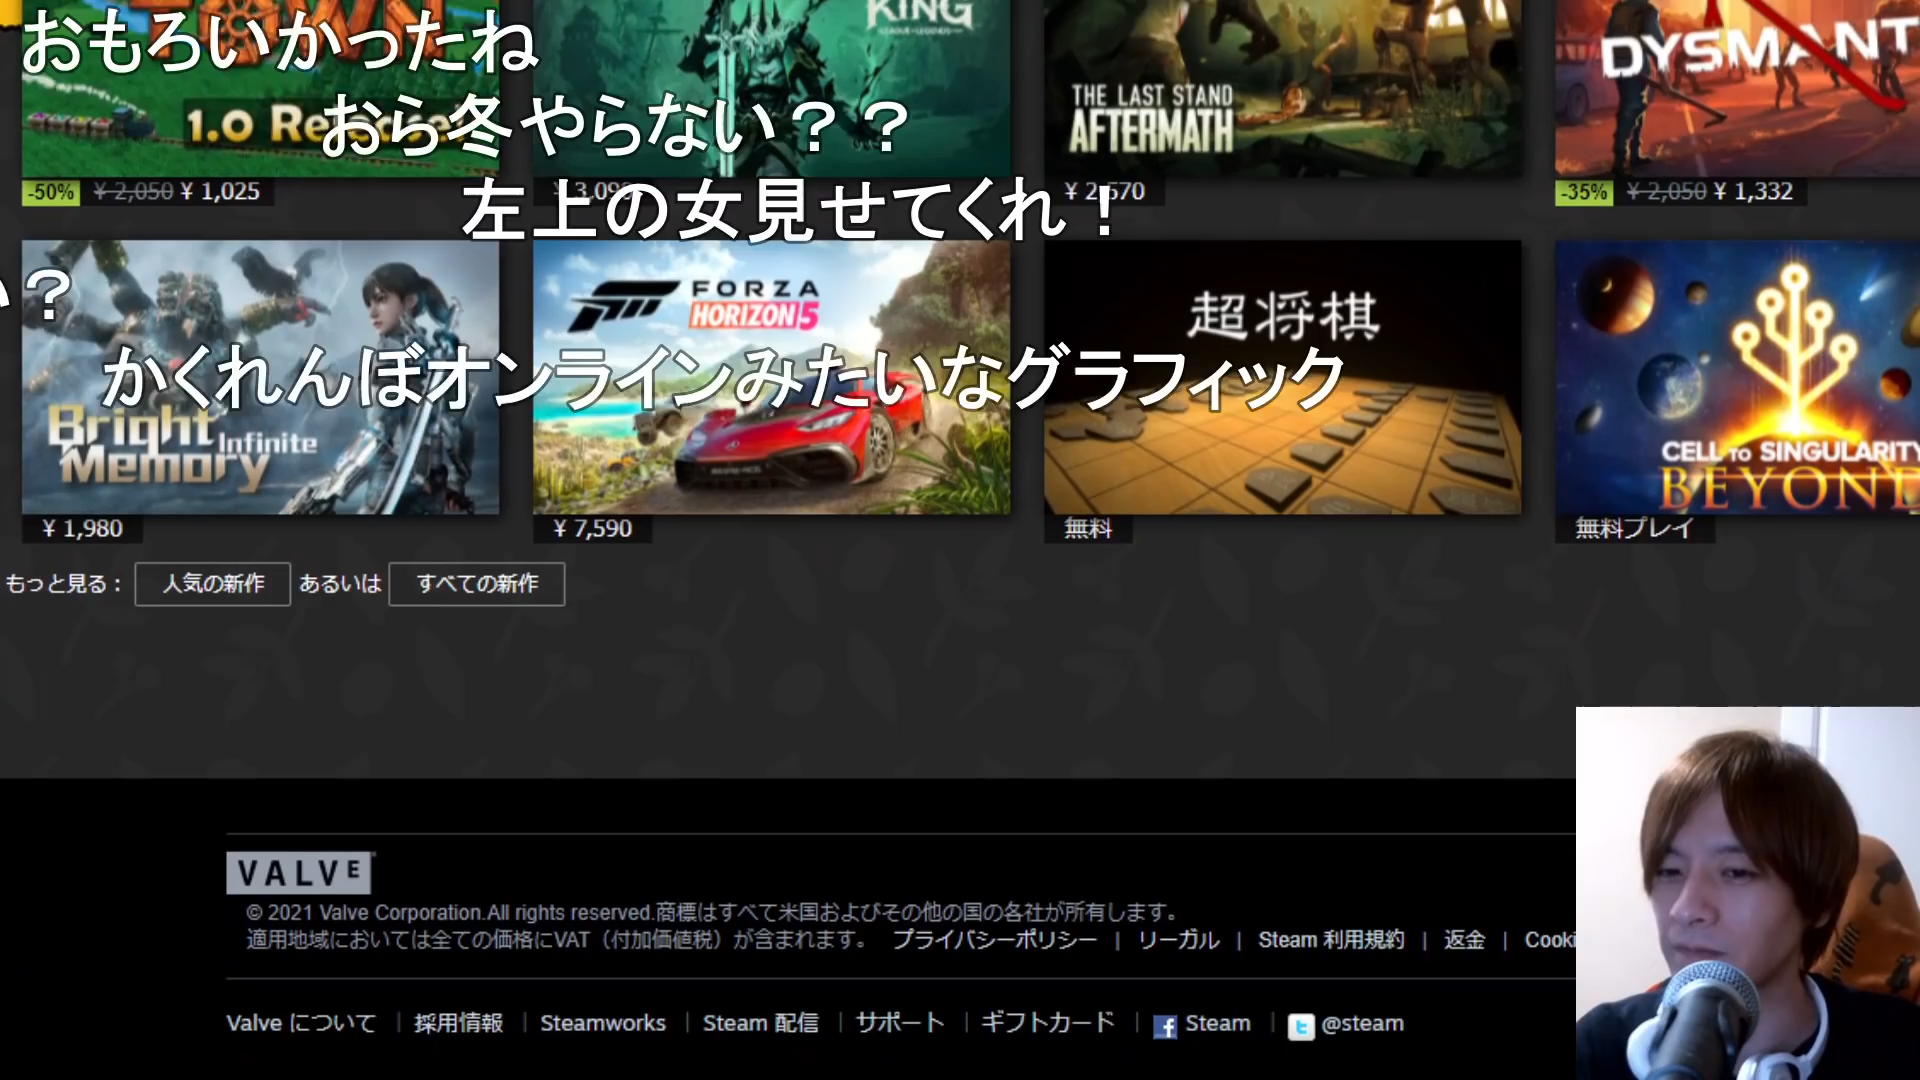 おもろいかったね
KING
LEAGUE OF LEGENDS
DYSMANT
1.0 Release!
おら冬やらない？？
THE LAST STAND
AFTERMATH
-50% ¥ 2,050 ¥ 1,025
¥ 3,090
¥ 2,570
-35% ¥ 2,050 ¥ 1,332
左上の女見せてくれ！
い？
FORZA
HORIZON 5
超将棋
かくれんぼオンラインみたいなグラフィック
Bright
Memory Infinite
CELL TO SINGULARITY
BEYOND
¥ 1,980
¥ 7,590
無料
無料プレイ
もっと見る： 人気の新作 あるいは すべての新作
VALVE
© 2021 Valve Corporation.All rights reserved.商標はすべて米国およびその他の国の各社が所有します。
適用地域においては全ての価格にVAT（付加価値税）が含まれます。 プライバシーポリシー | リーガル | Steam 利用規約 | 返金 | Cooki
Valve について | 採用情報 | Steamworks | Steam 配信 | サポート | ギフトカード | Steam | @steam